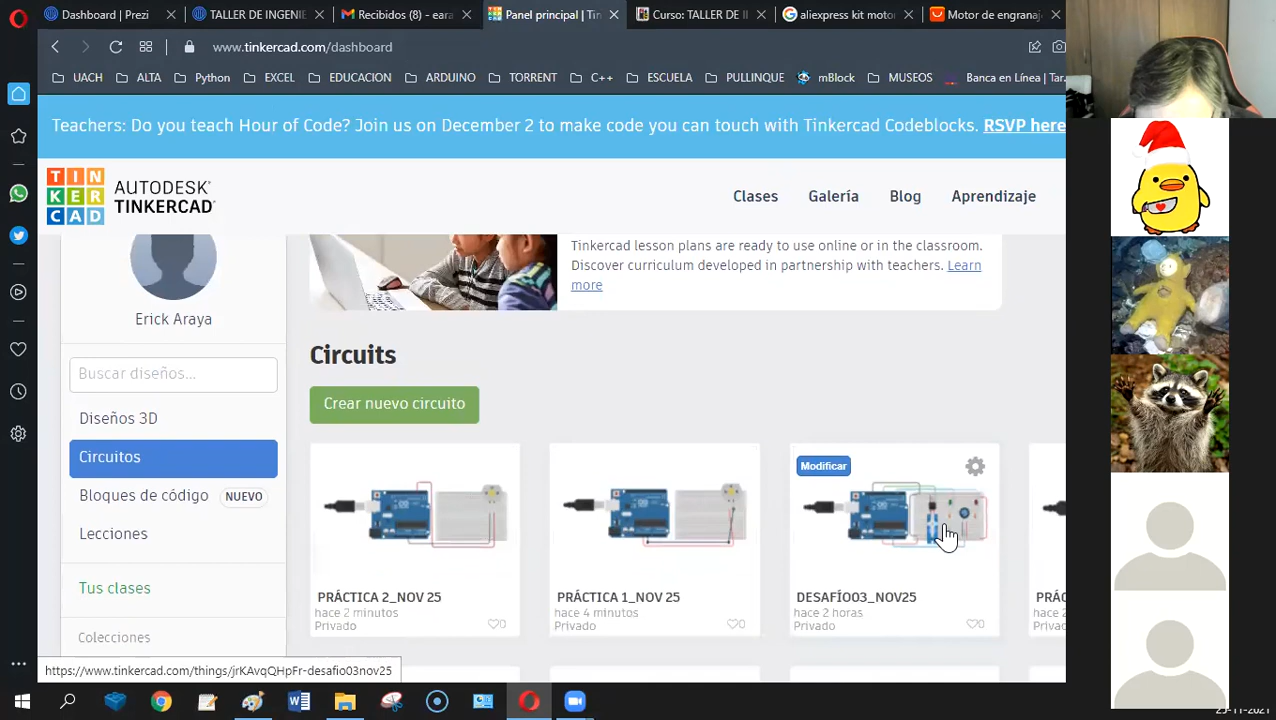 Dashboard | Prezi
TALLER DE INGENIE
Recibidos (8) - earc
Panel principal | Tin
Curso: TALLER DE II
aliexpress kit motor
Motor de engranaj
www.tinkercad.com/dashboard
UACH
ALTA
Python
EXCEL
EDUCACION
ARDUINO
TORRENT
C++
ESCUELA
PULLINQUE
mBlock
MUSEOS
Banca en Línea | Tar.
Teachers: Do you teach Hour of Code? Join us on December 2 to make code you can touch with Tinkercad Codeblocks. RSVP here
TIN
KER
CAD
AUTODESK
TINKERCAD
Clases
Galería
Blog
Aprendizaje
Tinkercad lesson plans are ready to use online or in the classroom.
Discover curriculum developed in partnership with teachers. Learn
more
Erick Araya
Buscar diseños...
Diseños 3D
Circuitos
Bloques de código NUEVO
Lecciones
Tus clases
Colecciones
Circuits
Crear nuevo circuito
PRÁCTICA 2_NOV 25
hace 2 minutos
Privado
0
PRÁCTICA 1_NOV 25
hace 4 minutos
Privado
0
Modificar
DESAFÍO03_NOV25
hace 2 horas
Privado
0
PRÁC
hace 2
Privado
https://www.tinkercad.com/things/jrKAvqQHpFr-desafio03nov25